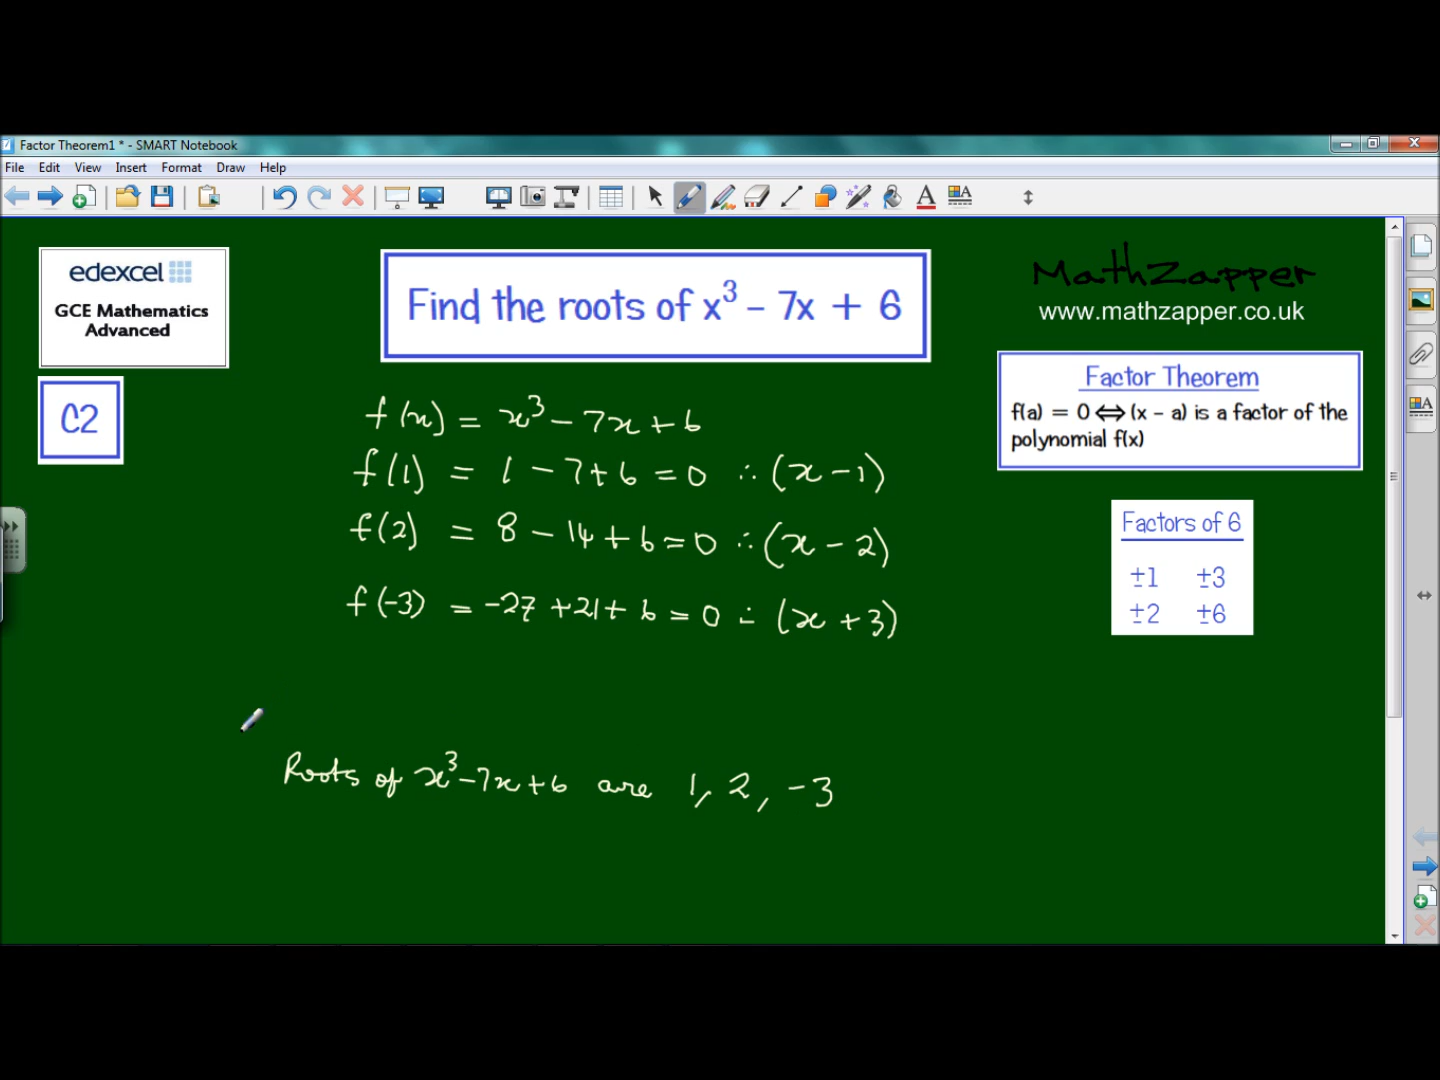 Factor Theorem1 * - SMART Notebook
File Edit View Insert Format Draw Help
edexcel
GCE Mathematics
Advanced
C2
Find the roots of x³ – 7x + 6
MathZapper
www.mathzapper.co.uk
Factor Theorem
f(a) = 0 ⇔ (x – a) is a factor of the
polynomial f(x)
f(x) = x³ – 7x + 6
f(1) = 1 – 7 + 6 = 0 ∴ (x – 1)
f(2) = 8 – 14 + 6 = 0 ∴ (x – 2)
f(-3) = -27 + 21 + 6 = 0 ∴ (x + 3)
Factors of 6
±1 ±3
±2 ±6
Roots of x³ – 7x + 6 are 1, 2, -3